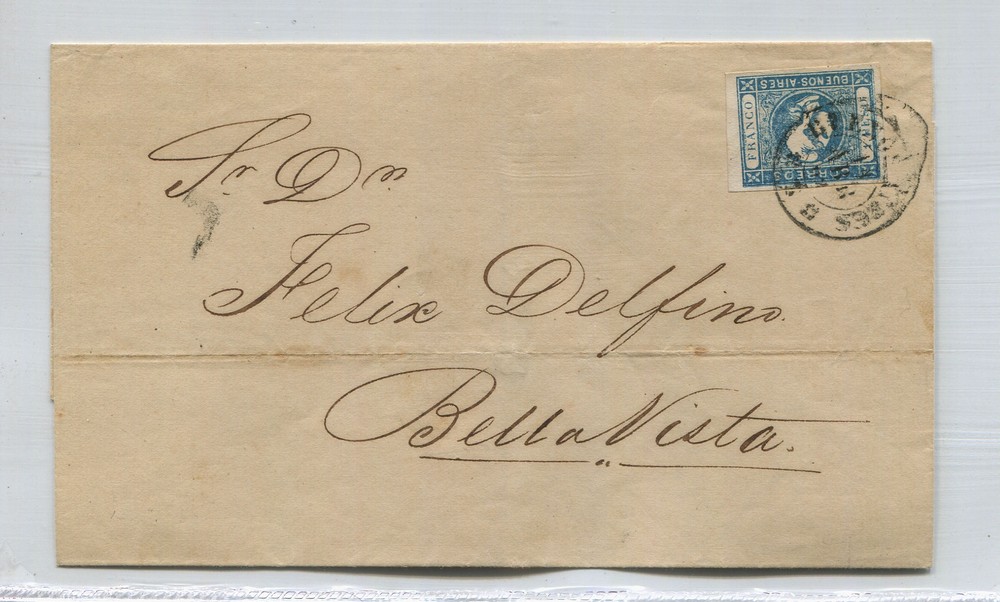 Sr Dn
Felix Delfino
Bella Vista.
BUENOS-AIRES
FRANCO
CORREOS